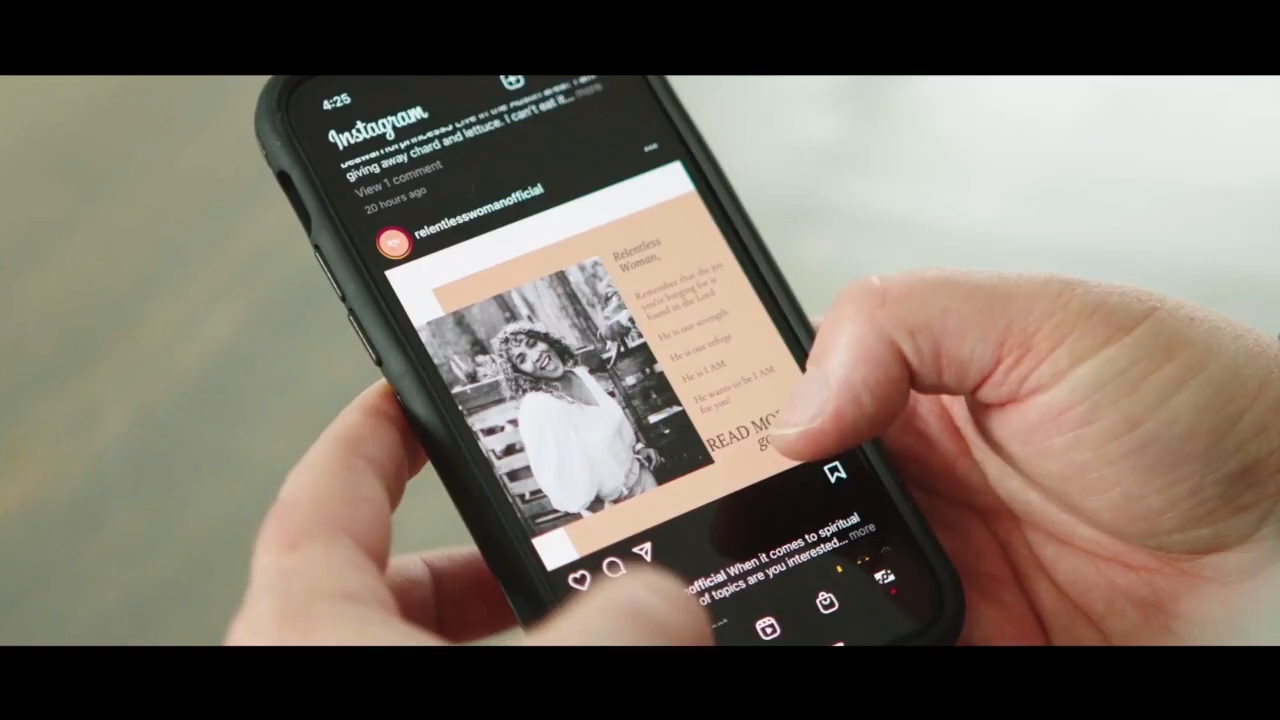 4:25
Instagram
giving away chard and lettuce. I can't eat it... more
View 1 comment
20 hours ago
relentlesswomanofficial
Relentless
Woman,
Remember that the joy
you're longing for is
found in the Lord
He is our strength
He is our refuge
He is I AM
He wants to be I AM
for you!
READ
official When it comes to spiritual
of topics are you interested... more